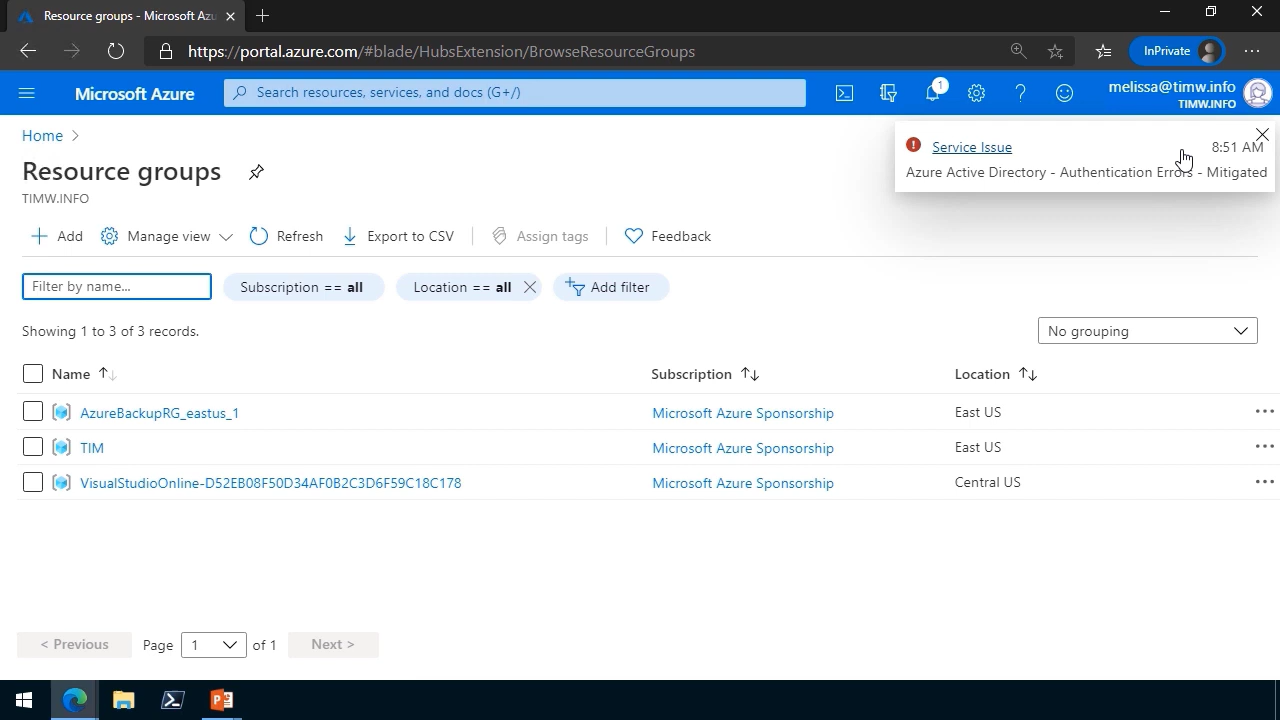 Resource groups - Microsoft Azu
https://portal.azure.com/#blade/HubsExtension/BrowseResourceGroups
InPrivate
Microsoft Azure
Search resources, services, and docs (G+/)
1
melissa@timw.info
TIMW.INFO
Home
Service Issue
8:51 AM
Azure Active Directory - Authentication Errors - Mitigated
Resource groups
TIMW.INFO
Add
Manage view
Refresh
Export to CSV
Assign tags
Feedback
Filter by name...
Subscription == all
Location == all
Add filter
Showing 1 to 3 of 3 records.
No grouping
Name
Subscription
Location
AzureBackupRG_eastus_1
Microsoft Azure Sponsorship
East US
TIM
Microsoft Azure Sponsorship
East US
VisualStudioOnline-D52EB08F50D34AF0B2C3D6F59C18C178
Microsoft Azure Sponsorship
Central US
< Previous
Page
1
of 1
Next >